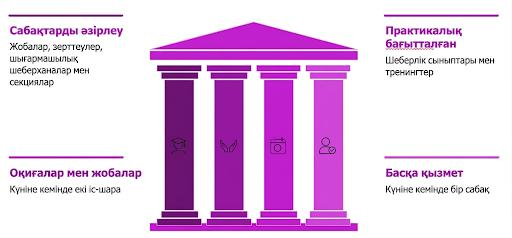 Сабақтарды әзірлеу
Жобалар, зерттеулер,
шығармашылық
шеберханалар мен
секциялар
Практикалық
бағытталған
Шеберлік сыныптары мен
тренингтер
Оқиғалар мен жобалар
Күніне кемінде екі іс-шара
Басқа қызмет
Күніне кемінде бір сабақ